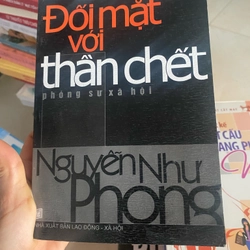 Đối mặt
với
thần chết
phóng sự xã hội
Nguyễn Như
Phong
NHÀ XUẤT BẢN LAO ĐỘNG - XÃ HỘI